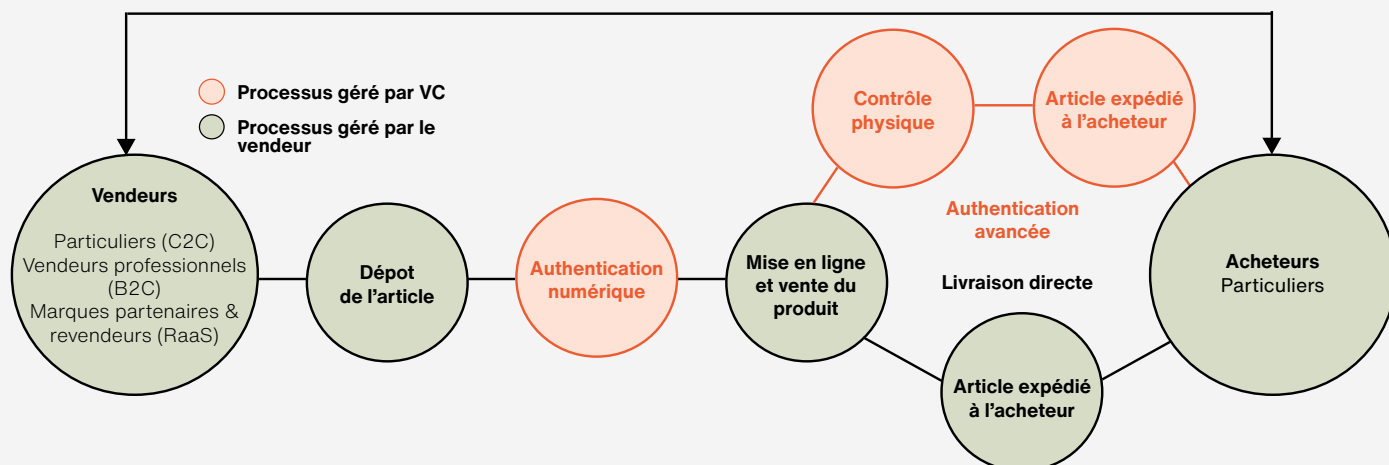 Processus géré par VC
Processus géré par le
vendeur
Vendeurs
Particuliers (C2C)
Vendeurs professionnels
(B2C)
Marques partenaires &
revendeurs (RaaS)
Dépot
de l’article
Authentication
numérique
Mise en ligne
et vente du
produit
Contrôle
physique
Article expédié
à l’acheteur
Authentication
avancée
Livraison directe
Article expédié
à l’acheteur
Acheteurs
Particuliers